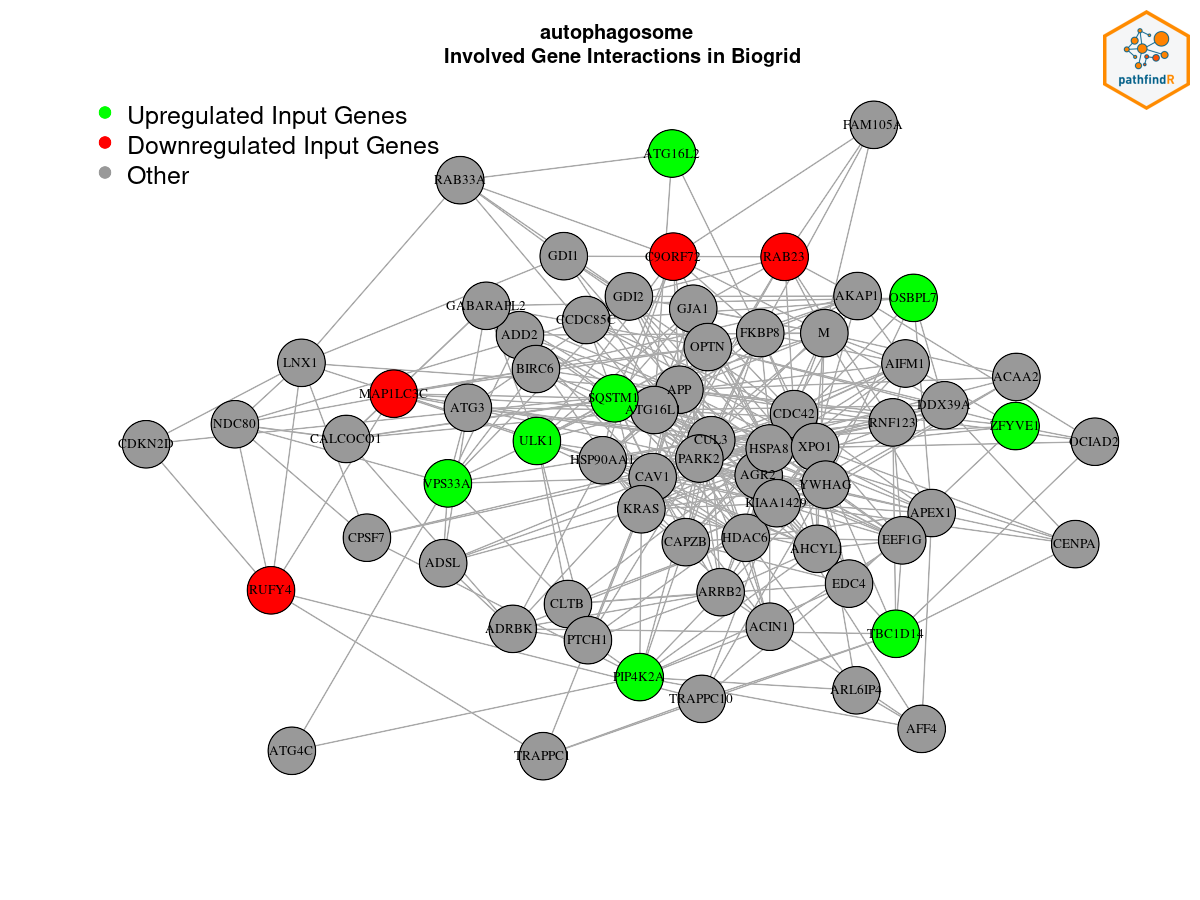 autophagosome
Involved Gene Interactions in Biogrid
pathfindR
Upregulated Input Genes
Downregulated Input Genes
Other
FAM105A
ATG16L2
RAB33A
GDI1
C9ORF72
RAB23
GDI2
AKAP1
OSBPL7
GABARAPL2
GJA1
CCDC85C
ADD2
FKBP8
M
OPTN
LNX1
AIFM1
BIRC6
ACAA2
APP
MAP1LC3C
SQSTM1
DDX39A
ATG3
ATG16L
CDC42
RNF123
NDC80
ZFYVE1
CALCOCO1
ULK1
CUL3
CDKN2D
OCIAD2
HSPA8
XPO1
HSP90AA1
PARK2
CAV1
AGR2
VPS33A
YWHAG
KIAA1429
KRAS
APEX1
CPSF7
CAPZB
HDAC6
EEF1G
CENPA
AHCYL
ADSL
EDC4
RUFY4
ARRB2
CLTB
ADRBK
ACIN1
TBC1D14
PTCH1
PIP4K2A
ARL6IP4
TRAPPC10
AFF4
ATG4C
TRAPPC1